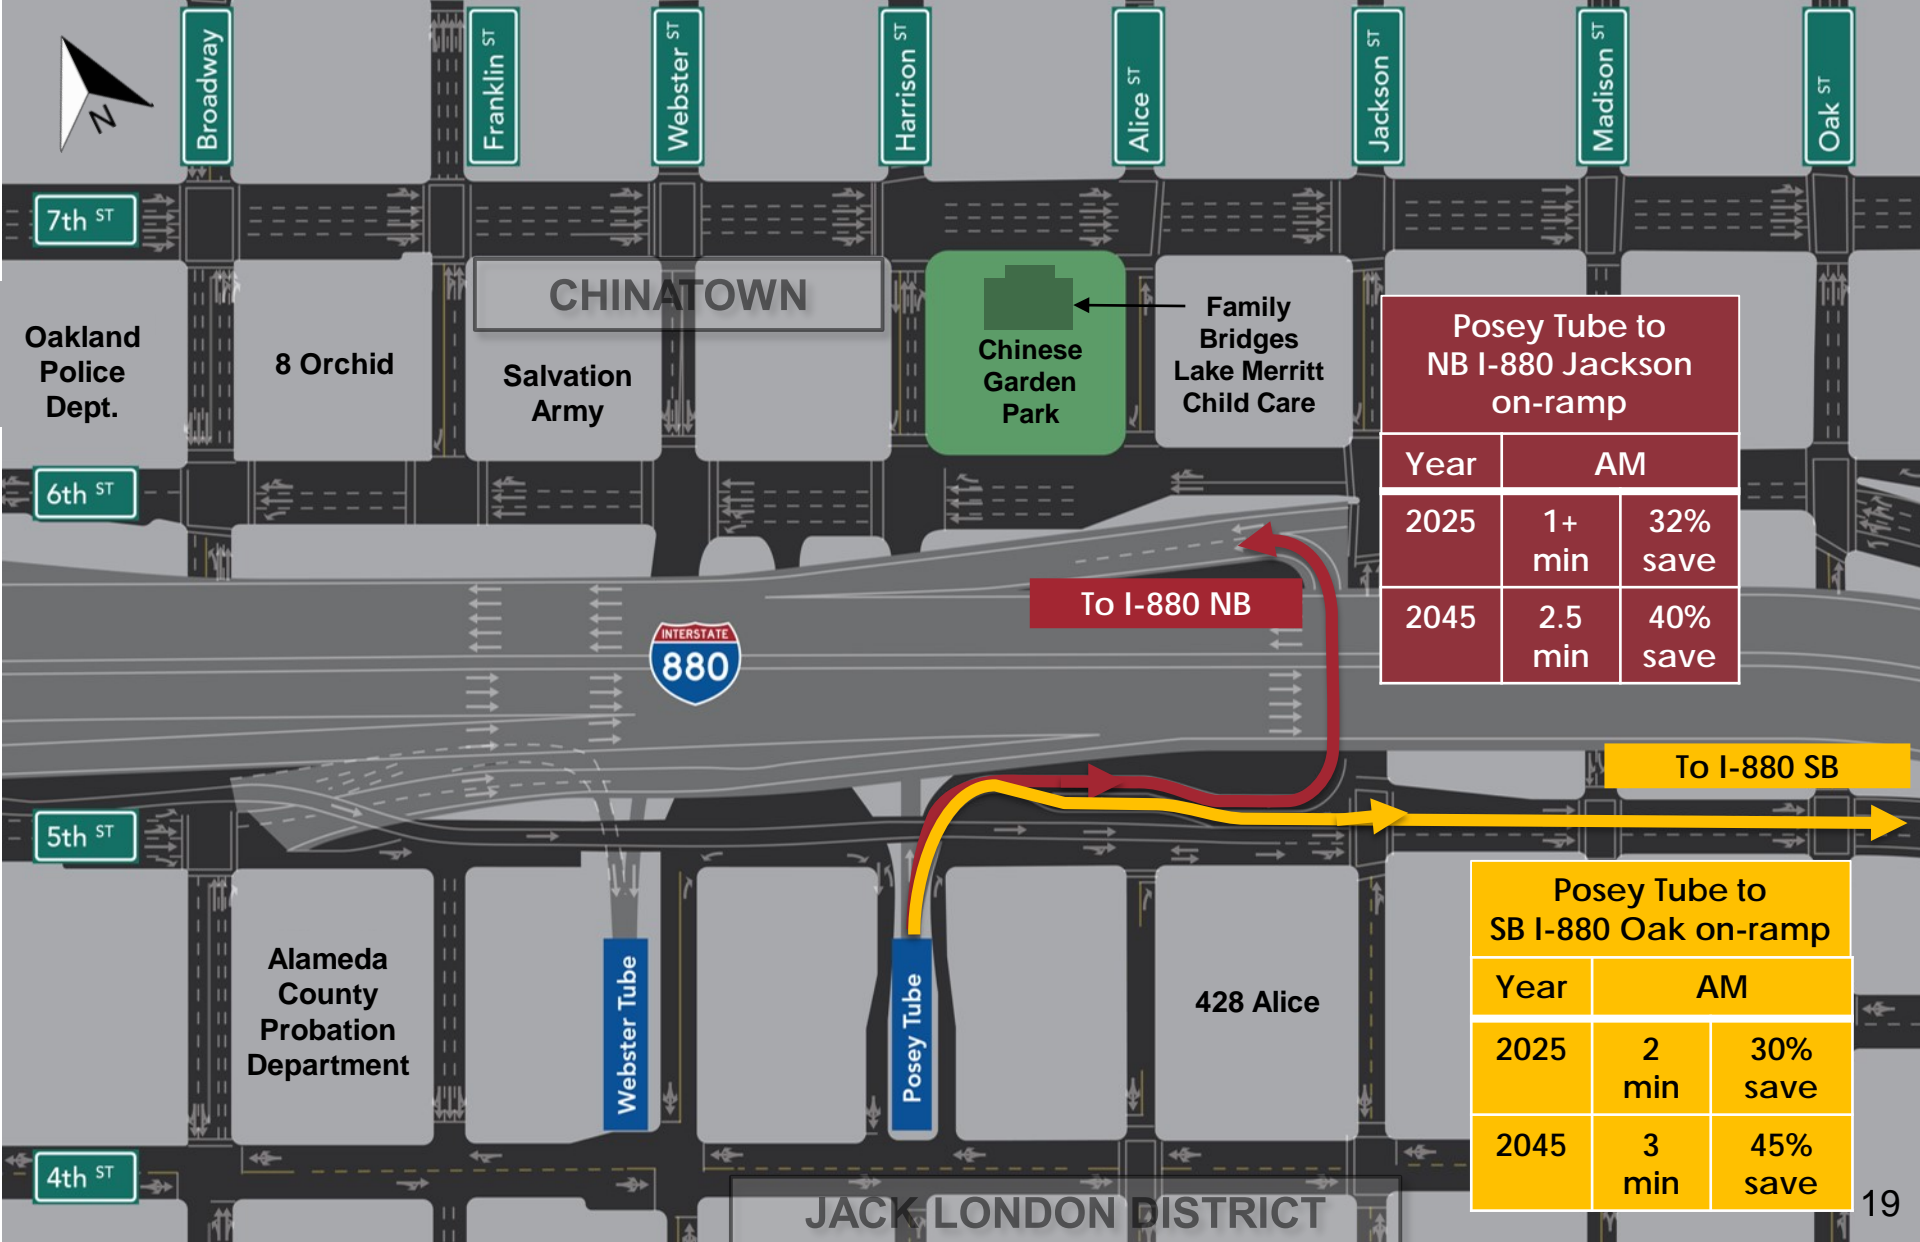 Broadway
Franklin ST
Webster ST
Harrison ST
Alice ST
Jackson ST
Madison ST
Oak ST
N
7th ST
CHINATOWN
Oakland
Police
Dept.
8 Orchid
Salvation
Army
Chinese
Garden
Park
Family
Bridges
Lake Merritt
Child Care
Posey Tube to
NB I-880 Jackson
on-ramp
Year AM
2025 1+ min 32% save
2045 2.5 min 40% save
6th ST
To I-880 NB
INTERSTATE
880
To I-880 SB
5th ST
Posey Tube to
SB I-880 Oak on-ramp
Year AM
2025 2 min 30% save
2045 3 min 45% save
Alameda
County
Probation
Department
Webster Tube
Posey Tube
428 Alice
4th ST
JACK LONDON DISTRICT
19